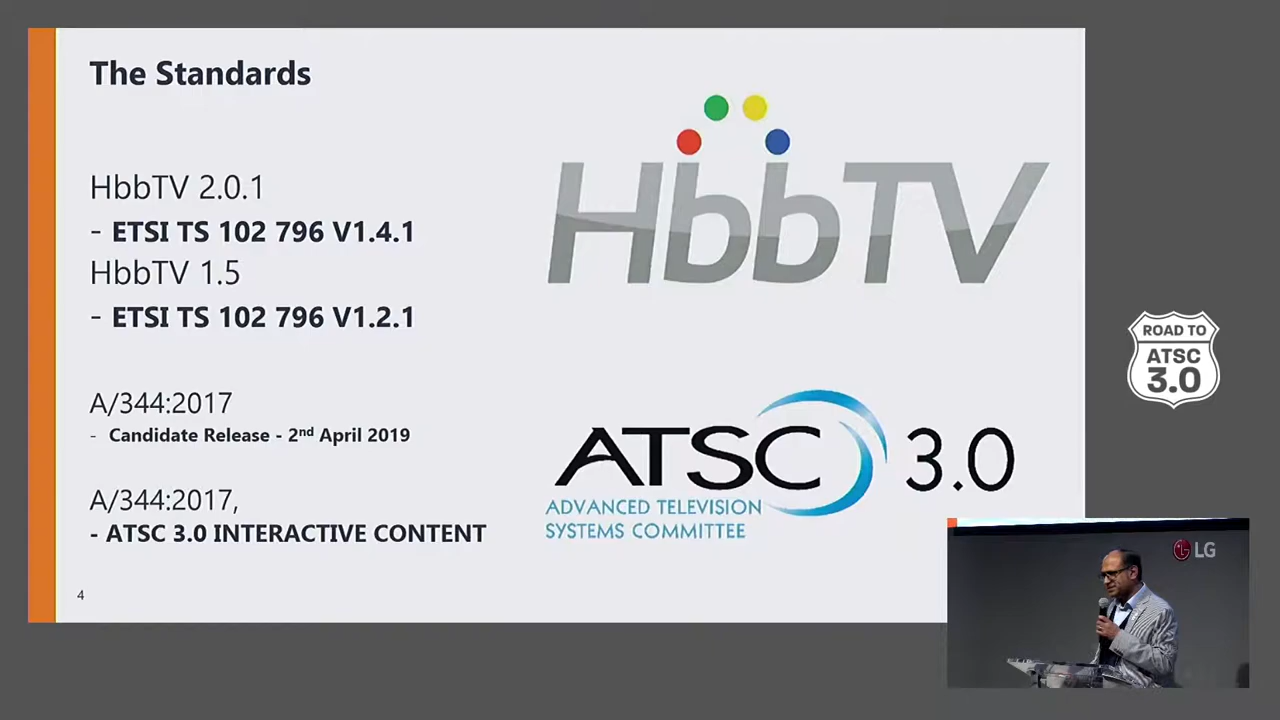 The Standards
HbbTV 2.0.1
- ETSI TS 102 796 V1.4.1
HbbTV 1.5
- ETSI TS 102 796 V1.2.1
A/344:2017
- Candidate Release - 2nd April 2019
A/344:2017,
- ATSC 3.0 INTERACTIVE CONTENT
4
HbbTV
ATSC 3.0
ADVANCED TELEVISION
SYSTEMS COMMITTEE
ROAD TO
ATSC
3.0
LG